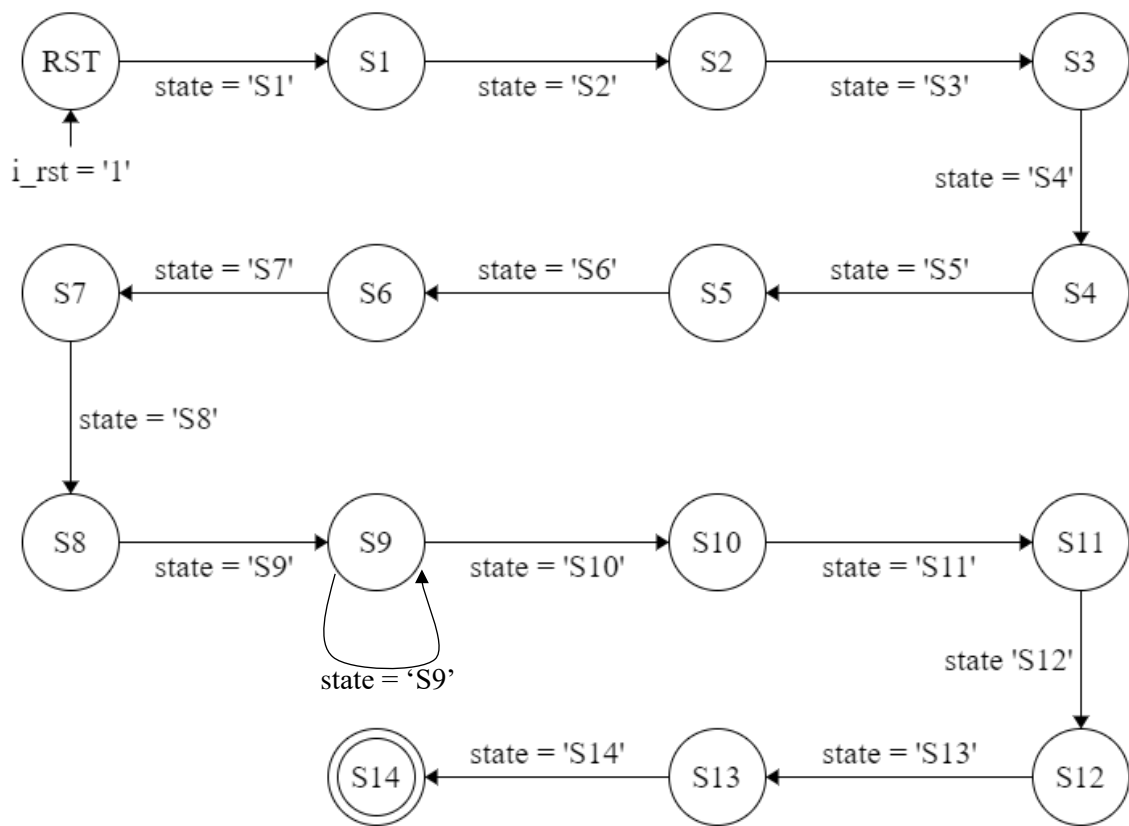 RST
state = 'S1'
S1
state = 'S2'
S2
state = 'S3'
S3
i_rst = '1'
state = 'S4'
S7
state = 'S7'
S6
state = 'S6'
S5
state = 'S5'
S4
state = 'S8'
S8
state = 'S9'
S9
state = 'S10'
S10
state = 'S11'
S11
state = ‘S9’
state 'S12'
S14
state = 'S14'
S13
state = 'S13'
S12